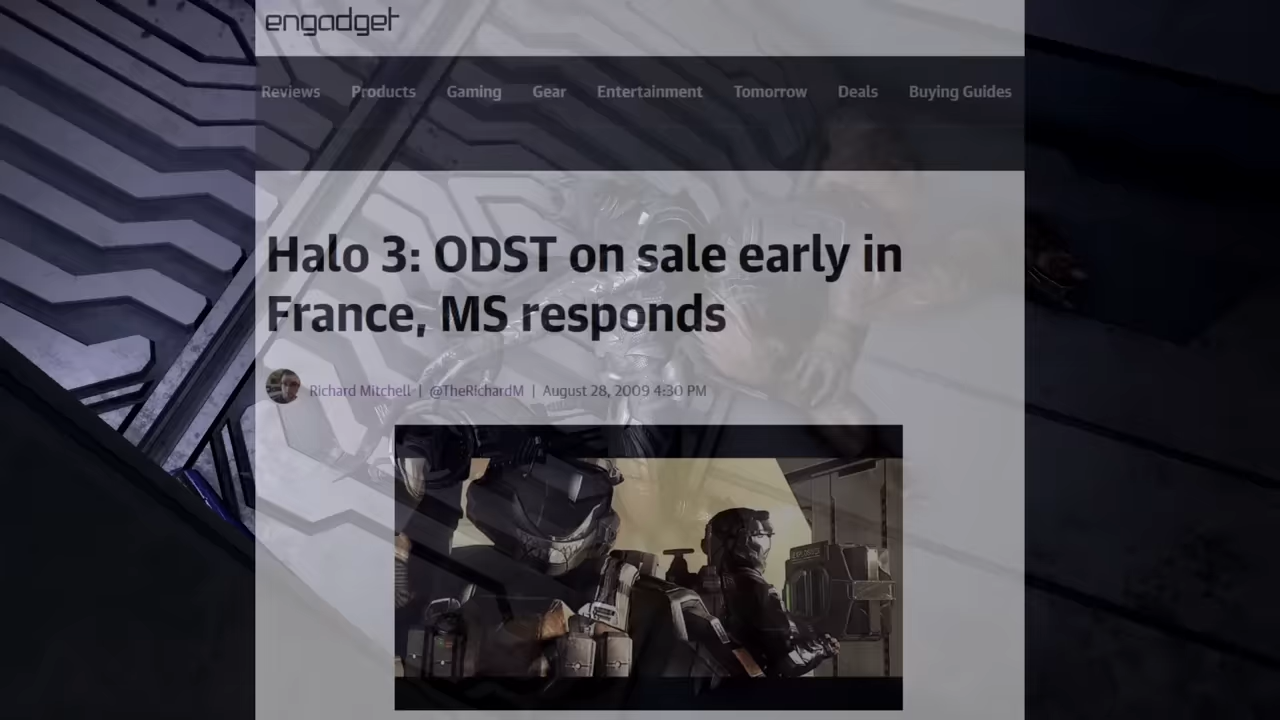 engadget
Reviews Products Gaming Gear Entertainment Tomorrow Deals Buying Guides
Halo 3: ODST on sale early in
France, MS responds
Richard Mitchell | @TheRIchardM | August 28, 2009 4:30 PM
EXPLOSIVE